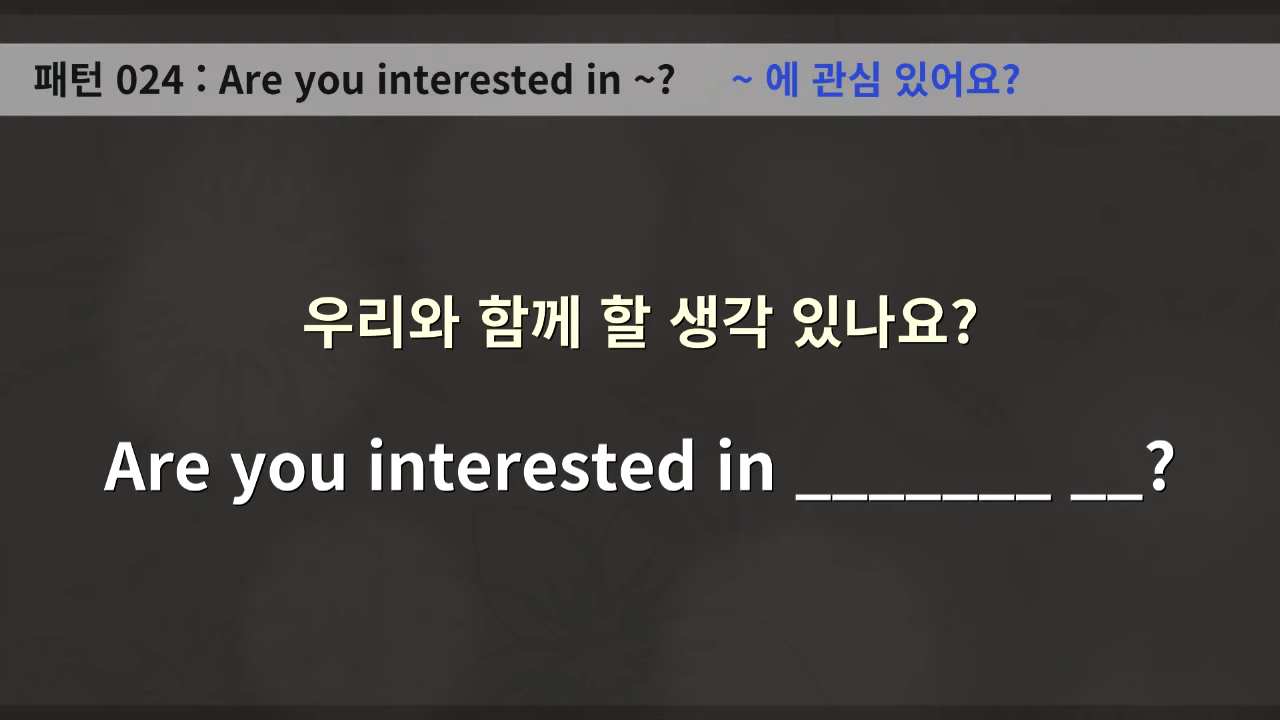 패턴 024 : Are you interested in ~? ~ 에 관심 있어요?
우리와 함께 할 생각 있나요?
Are you interested in _______ __?